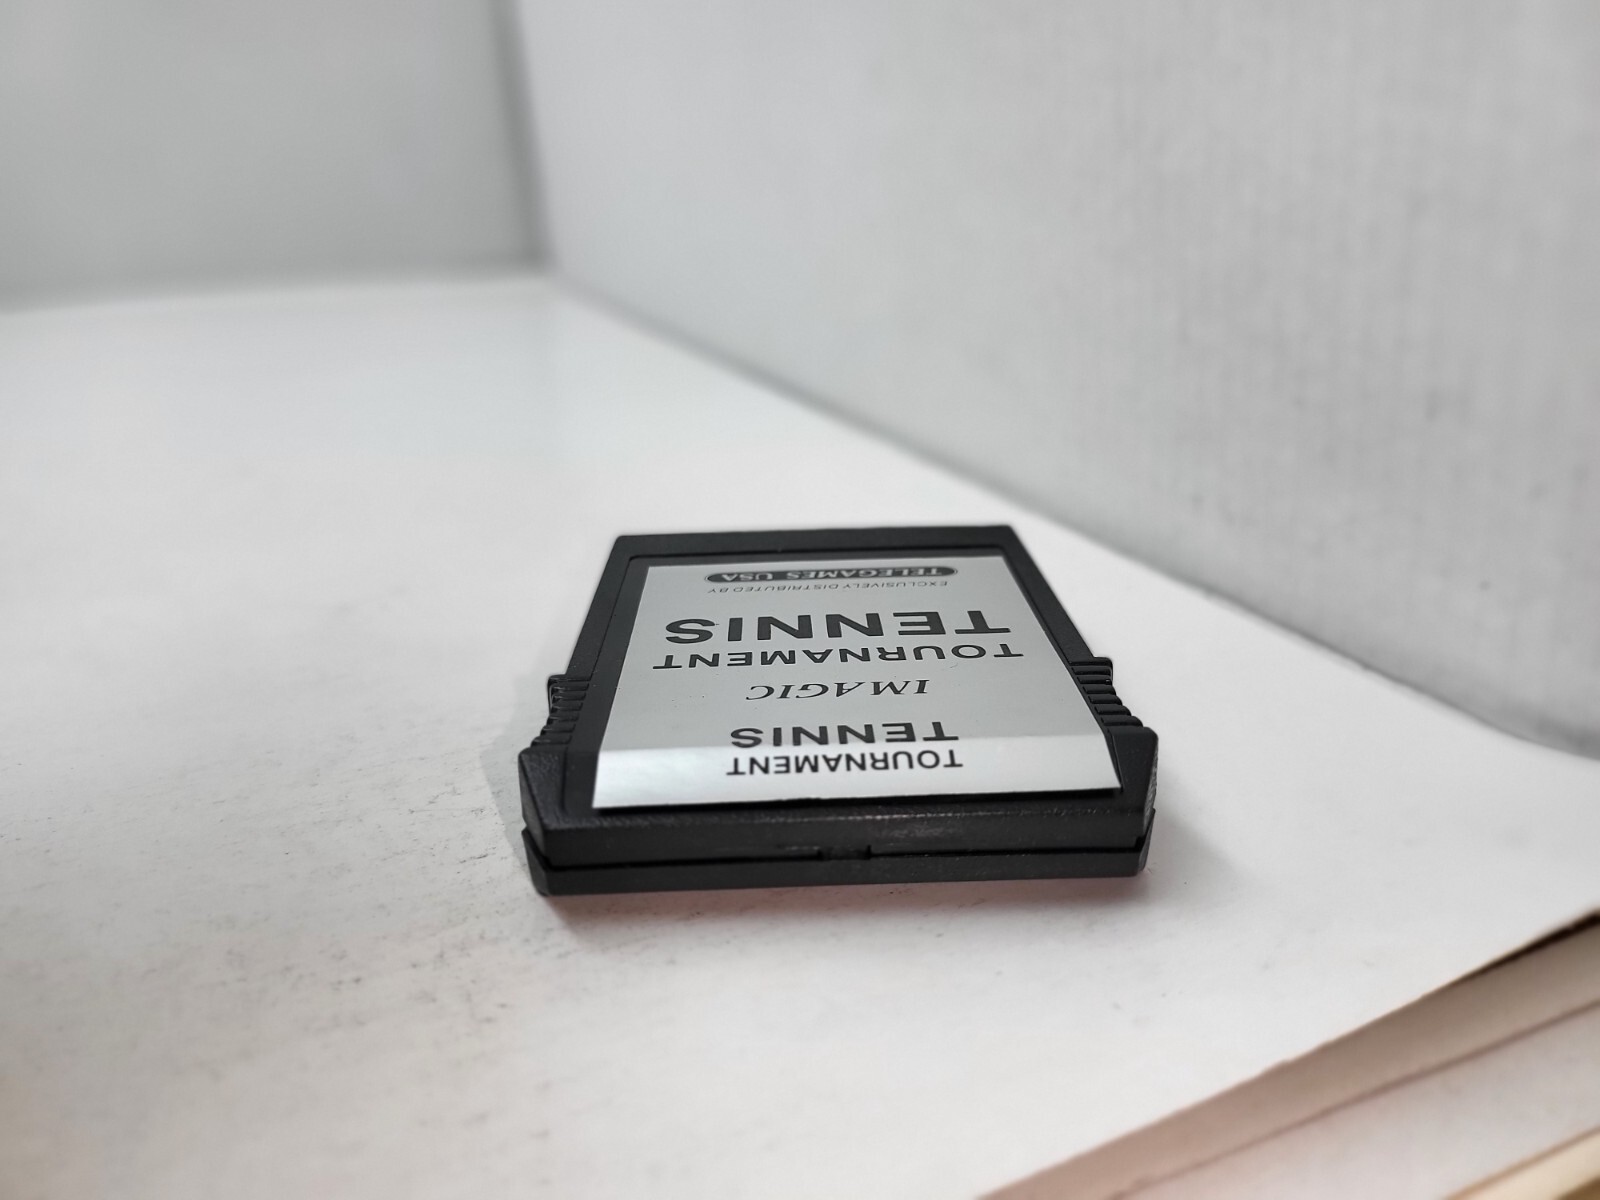 TOURNAMENT
TENNIS
IMAGIC
TOURNAMENT
TENNIS
EXCLUSIVELY DISTRIBUTED BY
TELEGAMES USA